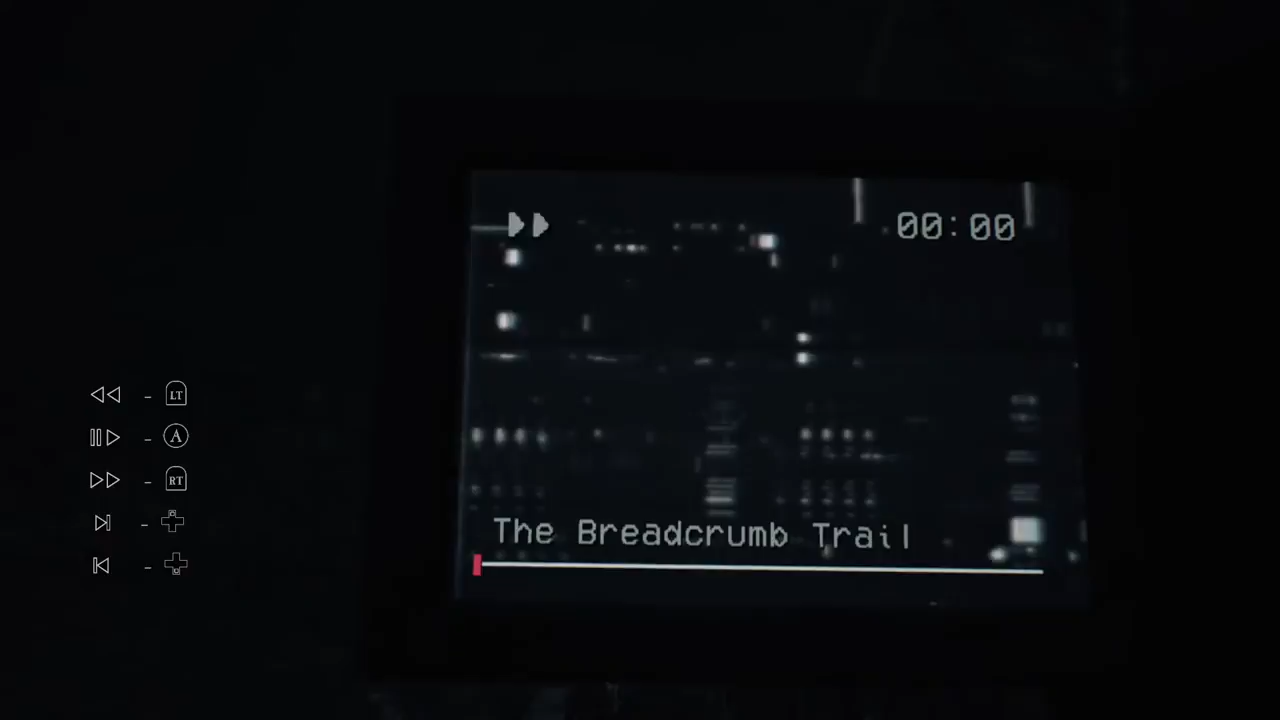 00:00
- LT
- A
- RT
-
-
The Breadcrumb Trail